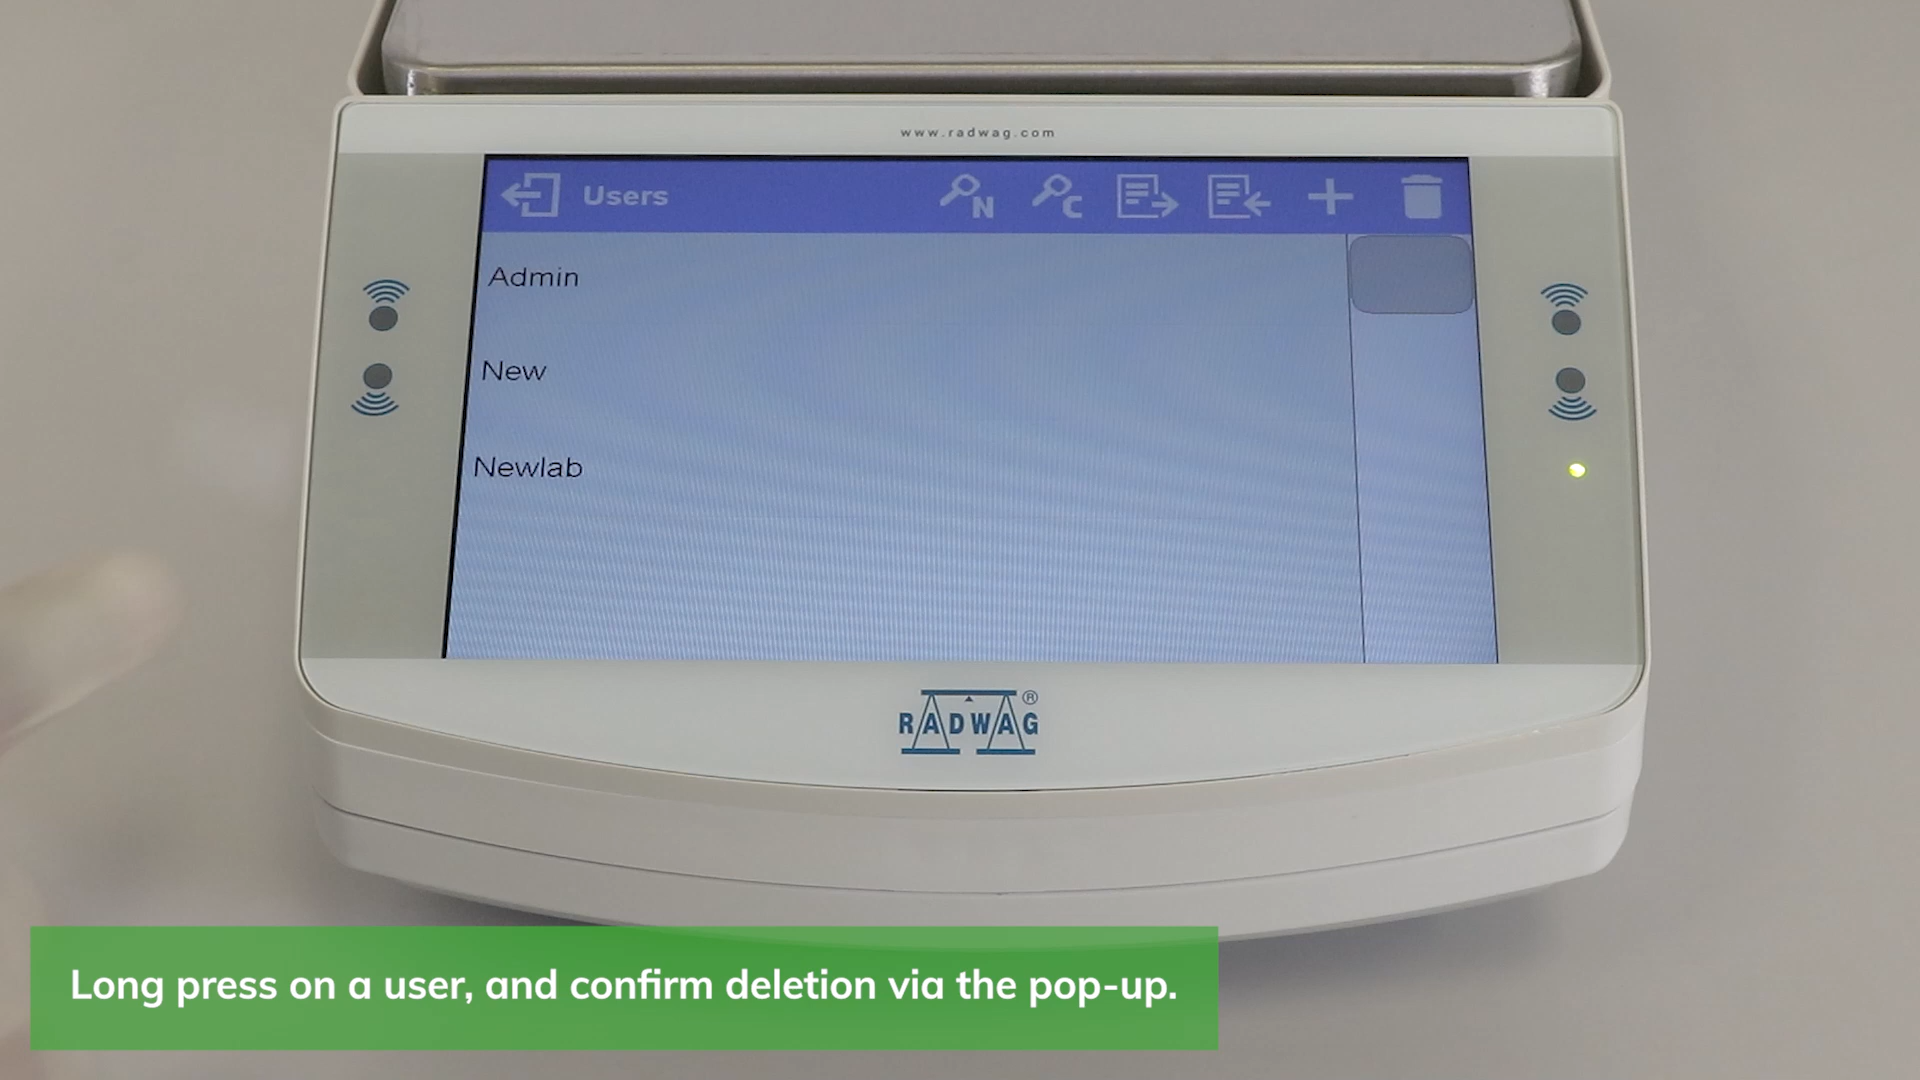 www.radwag.com
Users
N
C
Admin
New
Newlab
RADWAG®
Long press on a user, and confirm deletion via the pop-up.